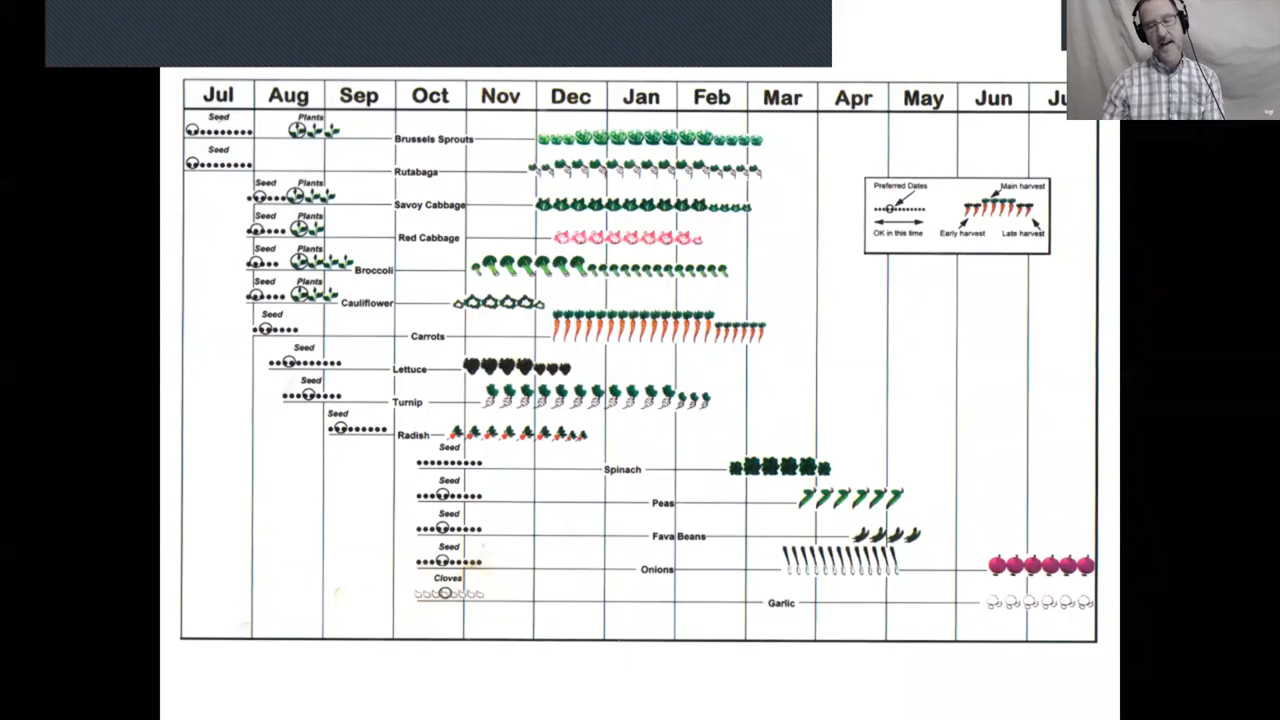 Jul Aug Sep Oct Nov Dec Jan Feb Mar Apr May Jun
Seed Plants
Brussels Sprouts
Seed
Rutabaga
Seed Plants
Savoy Cabbage
Seed Plants
Red Cabbage
Seed Plants
Broccoli
Seed Plants
Cauliflower
Seed
Carrots
Seed
Lettuce
Seed
Turnip
Seed
Radish
Seed
Spinach
Seed
Peas
Seed
Fava Beans
Seed
Onions
Cloves
Garlic
Preferred Dates Main harvest
OK in this time Early harvest Late harvest